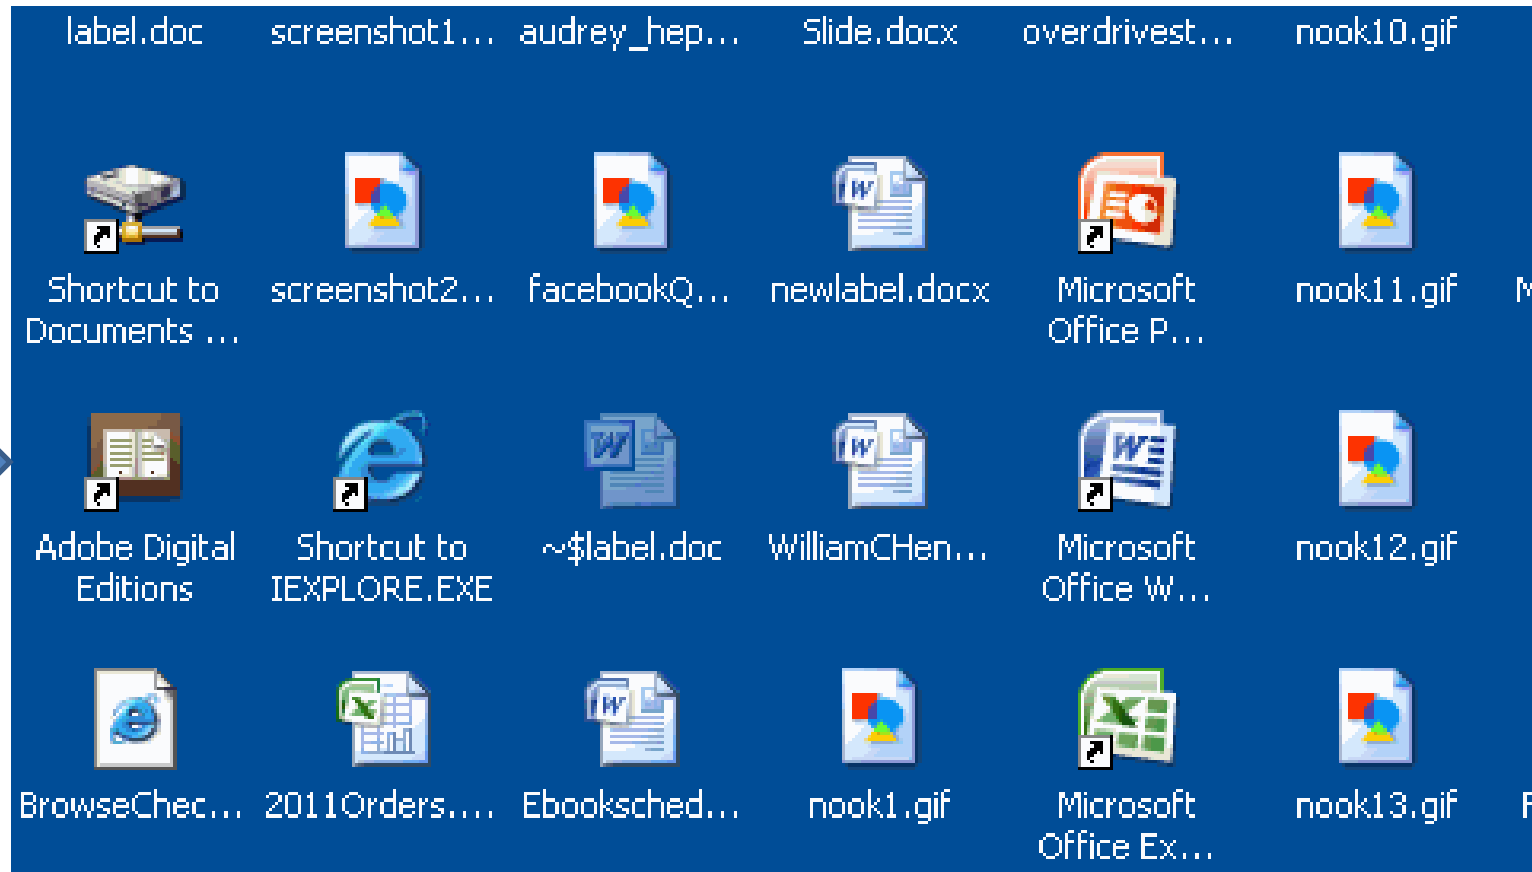 label.doc
screenshot1...
audrey_hep...
Slide.docx
overdrivest...
nook10.gif
Shortcut to
Documents ...
screenshot2...
facebookQ...
newlabel.docx
Microsoft
Office P...
nook11.gif
M
Adobe Digital
Editions
Shortcut to
IEXPLORE.EXE
~$label.doc
WilliamCHen...
Microsoft
Office W...
nook12.gif
BrowseChec...
2011Orders....
Ebooksched...
nook1.gif
Microsoft
Office Ex...
nook13.gif